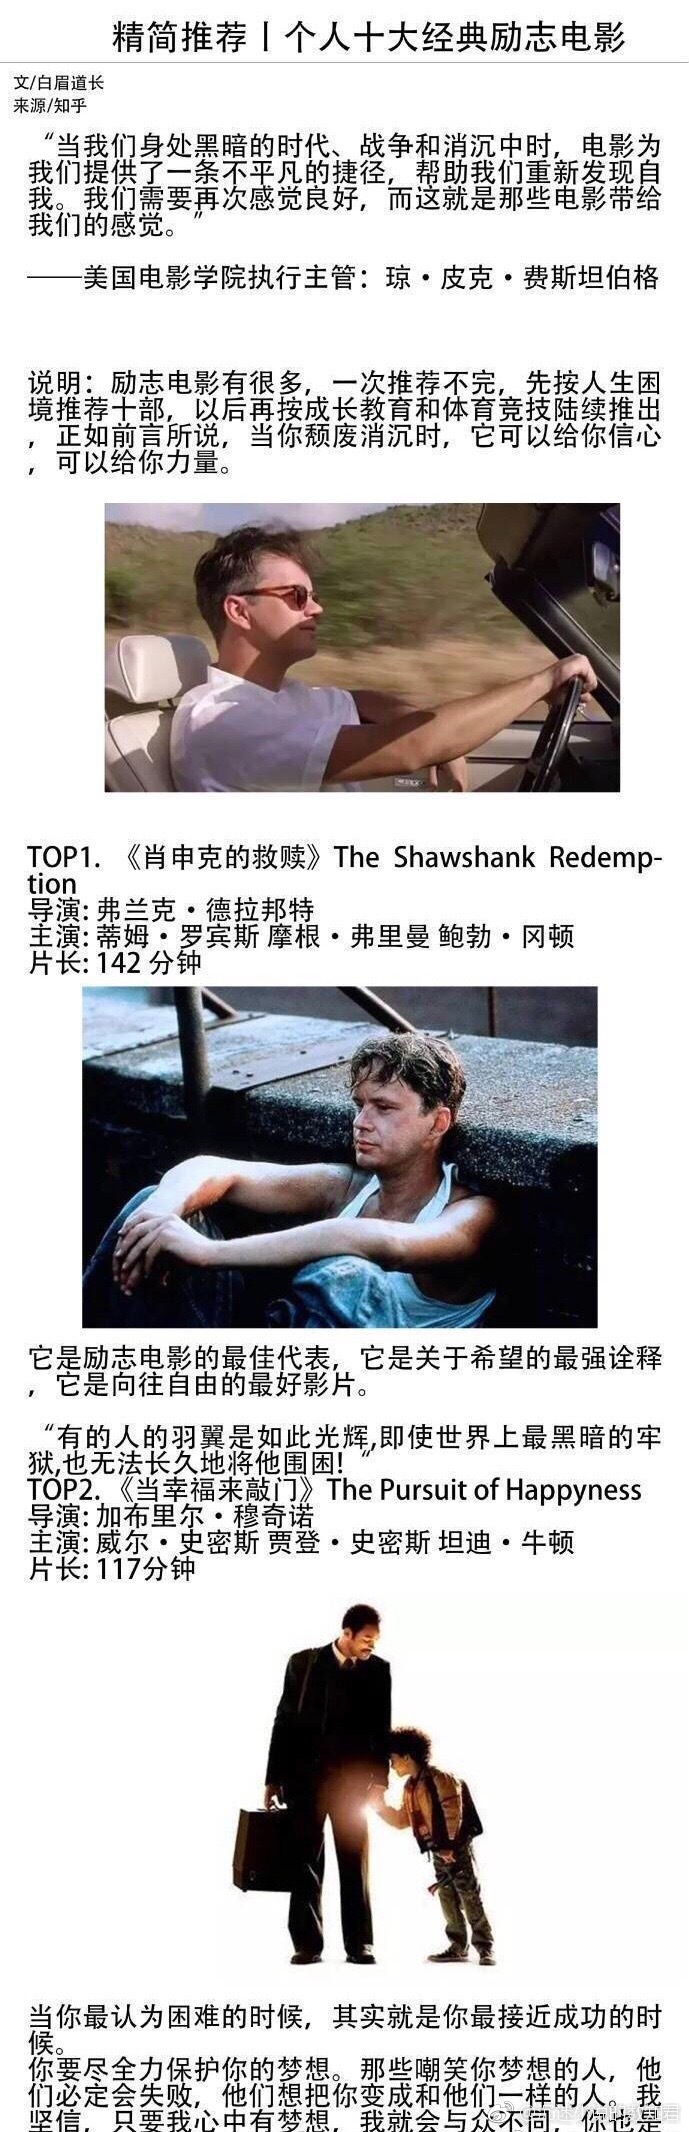 精简推荐丨个人十大经典励志电影
文/白眉道长
来源/知乎
“当我们身处黑暗的时代、战争和消沉中时，电影为
我们提供了一条不平凡的捷径，帮助我们重新发现自
我。我们需要再次感觉良好，而这就是那些电影带给
我们的感觉。”
——美国电影学院执行主管：琼·皮克·费斯坦伯格
说明：励志电影有很多，一次推荐不完，先按人生困
境推荐十部，以后再按成长教育和体育竞技陆续推出
，正如前言所说，当你颓废消沉时，它可以给你信心
，可以给你力量。
TOP1. 《肖申克的救赎》The Shawshank Redemp-
tion
导演: 弗兰克·德拉邦特
主演: 蒂姆·罗宾斯 摩根·弗里曼 鲍勃·冈顿
片长: 142 分钟
它是励志电影的最佳代表，它是关于希望的最强诠释
，它是向往自由的最好影片。
“有的人的羽翼是如此光辉,即使世界上最黑暗的牢
狱,也无法长久地将他围困!“
TOP2. 《当幸福来敲门》The Pursuit of Happyness
导演: 加布里尔·穆奇诺
主演: 威尔·史密斯 贾登·史密斯 坦迪·牛顿
片长: 117分钟
当你最认为困难的时候，其实就是你最接近成功的时
候。
你要尽全力保护你的梦想。那些嘲笑你梦想的人，他
们必定会失败，他们想把你变成和他们一样的人。我
坚信，只要我心中有梦想，我就会与众不同，你也是